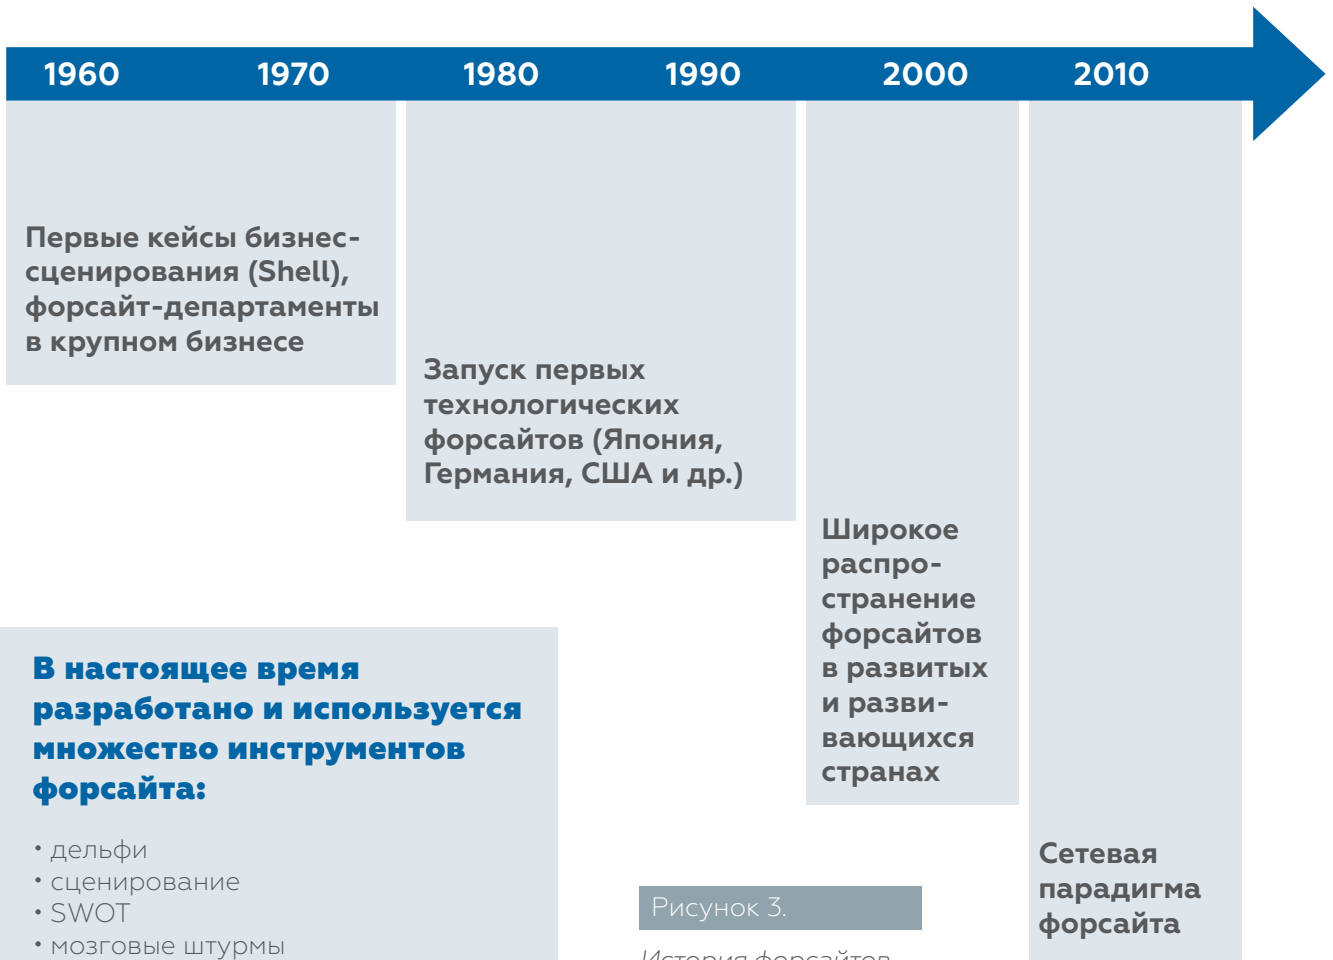 1960 1970 1980 1990 2000 2010
Первые кейсы бизнес-
сценирования (Shell),
форсайт-департаменты
в крупном бизнесе
Запуск первых
технологических
форсайтов (Япония,
Германия, США и др.)
Широкое
распро-
странение
форсайтов
в развитых
и разви-
вающихся
странах
Сетевая
парадигма
форсайта
В настоящее время
разработано и используется
множество инструментов
форсайта:
• дельфи
• сценирование
• SWOT
• мозговые штурмы
Рисунок 3.
История форсайтов